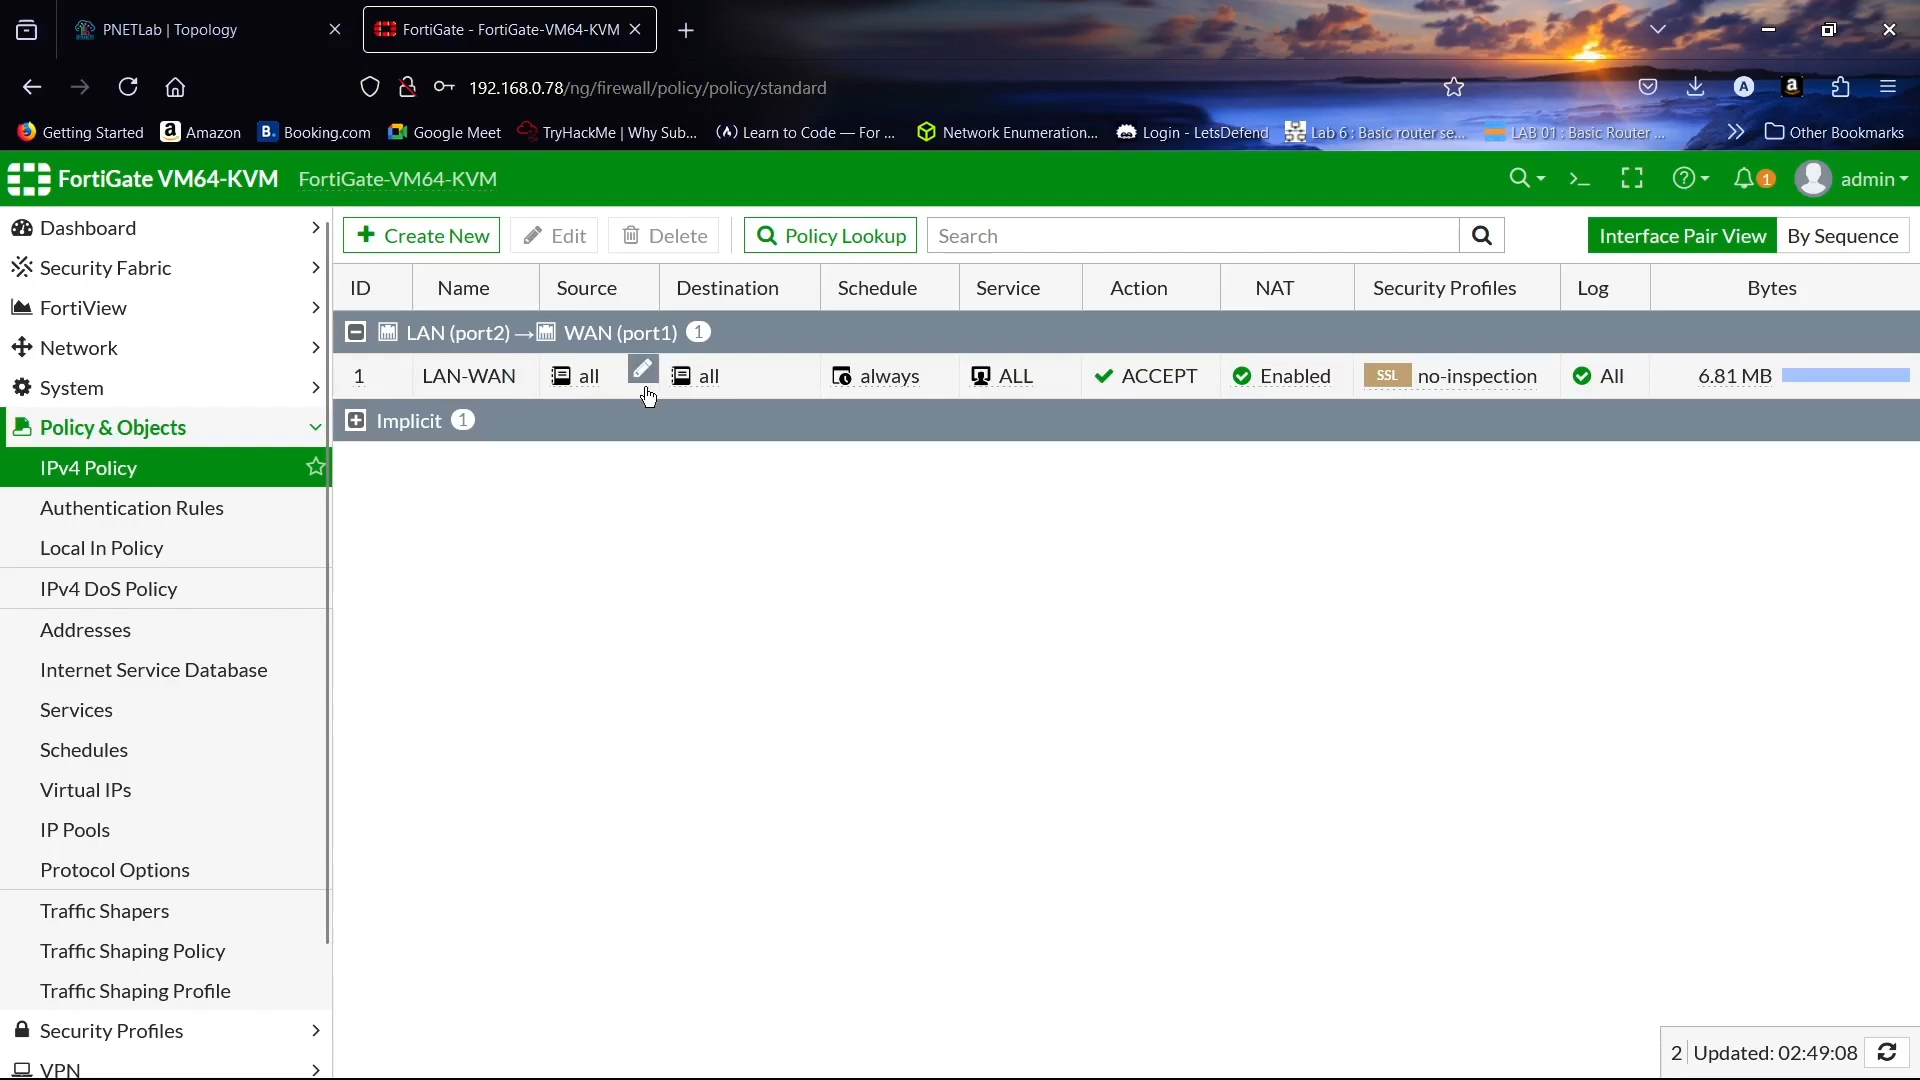 PNETLab | Topology
FortiGate - FortiGate-VM64-KVM
192.168.0.78/ng/firewall/policy/policy/standard
A
a
Getting Started
a Amazon
B. Booking.com
Google Meet
TryHackMe | Why Sub...
Learn to Code — For ...
Network Enumeration...
Login - LetsDefend
Lab 6 : Basic router se...
LAB 01 : Basic Router ...
Other Bookmarks
FortiGate VM64-KVM
FortiGate-VM64-KVM
1
admin
Dashboard
Security Fabric
FortiView
Network
System
Policy & Objects
IPv4 Policy
Authentication Rules
Local In Policy
IPv4 DoS Policy
Addresses
Internet Service Database
Services
Schedules
Virtual IPs
IP Pools
Protocol Options
Traffic Shapers
Traffic Shaping Policy
Traffic Shaping Profile
Security Profiles
VPN
Create New
Edit
Delete
Policy Lookup
Search
Interface Pair View
By Sequence
ID Name Source Destination Schedule Service Action NAT Security Profiles Log Bytes
LAN (port2) → WAN (port1) 1
1 LAN-WAN all all always ALL ACCEPT Enabled SSL no-inspection All 6.81 MB
Implicit 1
2 Updated: 02:49:08